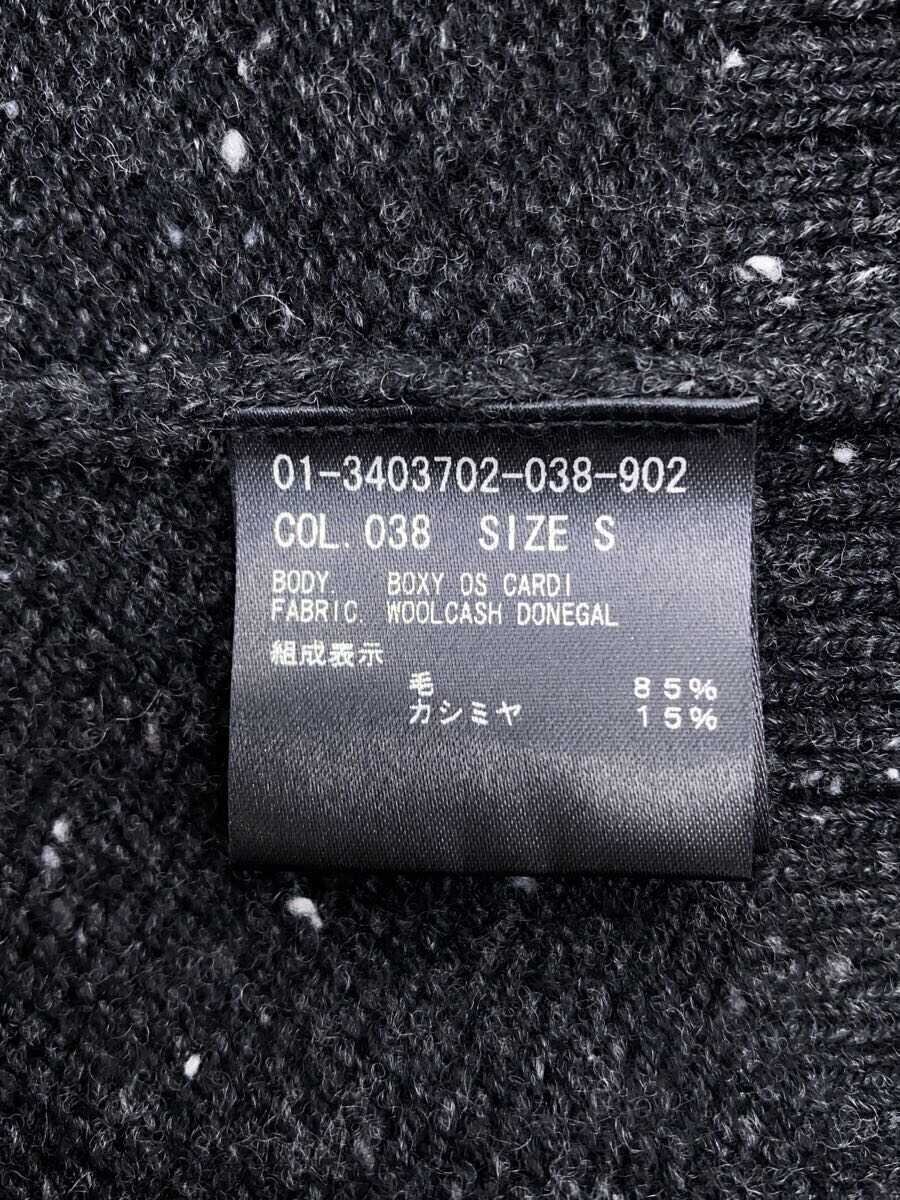 01-3403702-038-902
COL.038 SIZE S
BODY. BOXY OS CARDI
FABRIC. WOOLCASH DONEGAL
組成表示
毛 85%
カシミヤ 15%